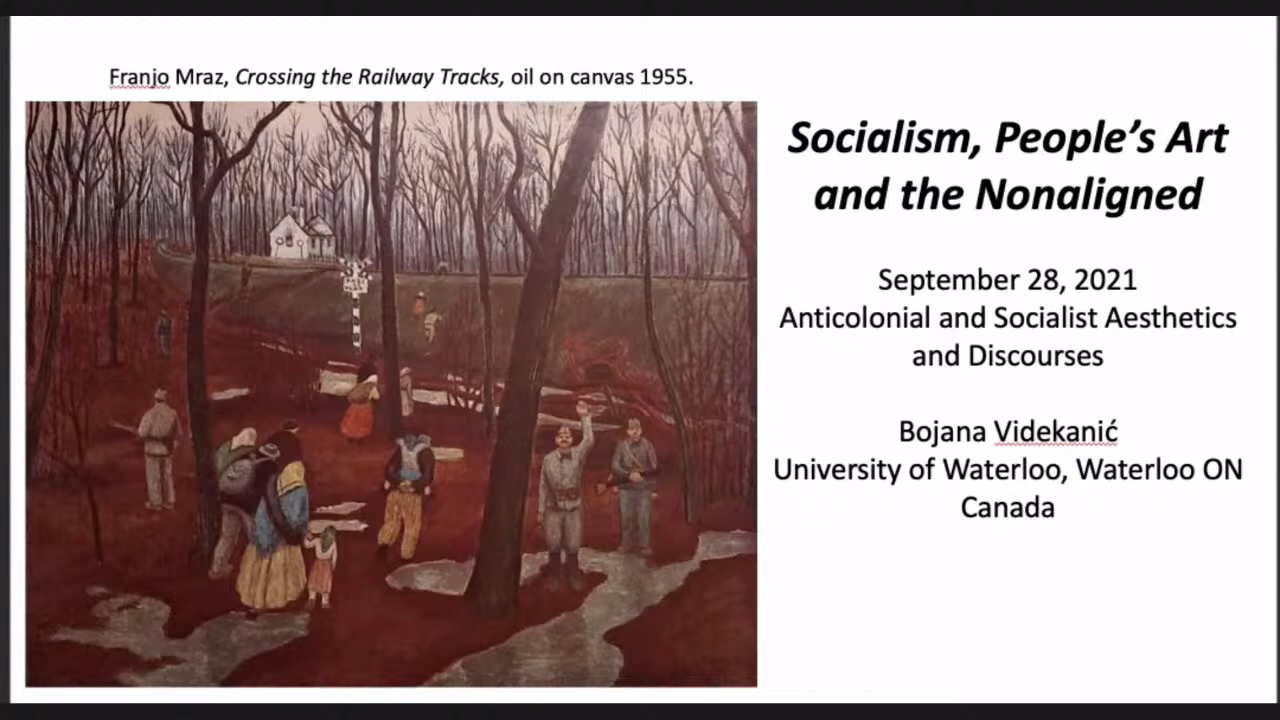 Franjo Mraz, Crossing the Railway Tracks, oil on canvas 1955.
Socialism, People’s Art
and the Nonaligned
September 28, 2021
Anticolonial and Socialist Aesthetics
and Discourses
Bojana Videkanić
University of Waterloo, Waterloo ON
Canada